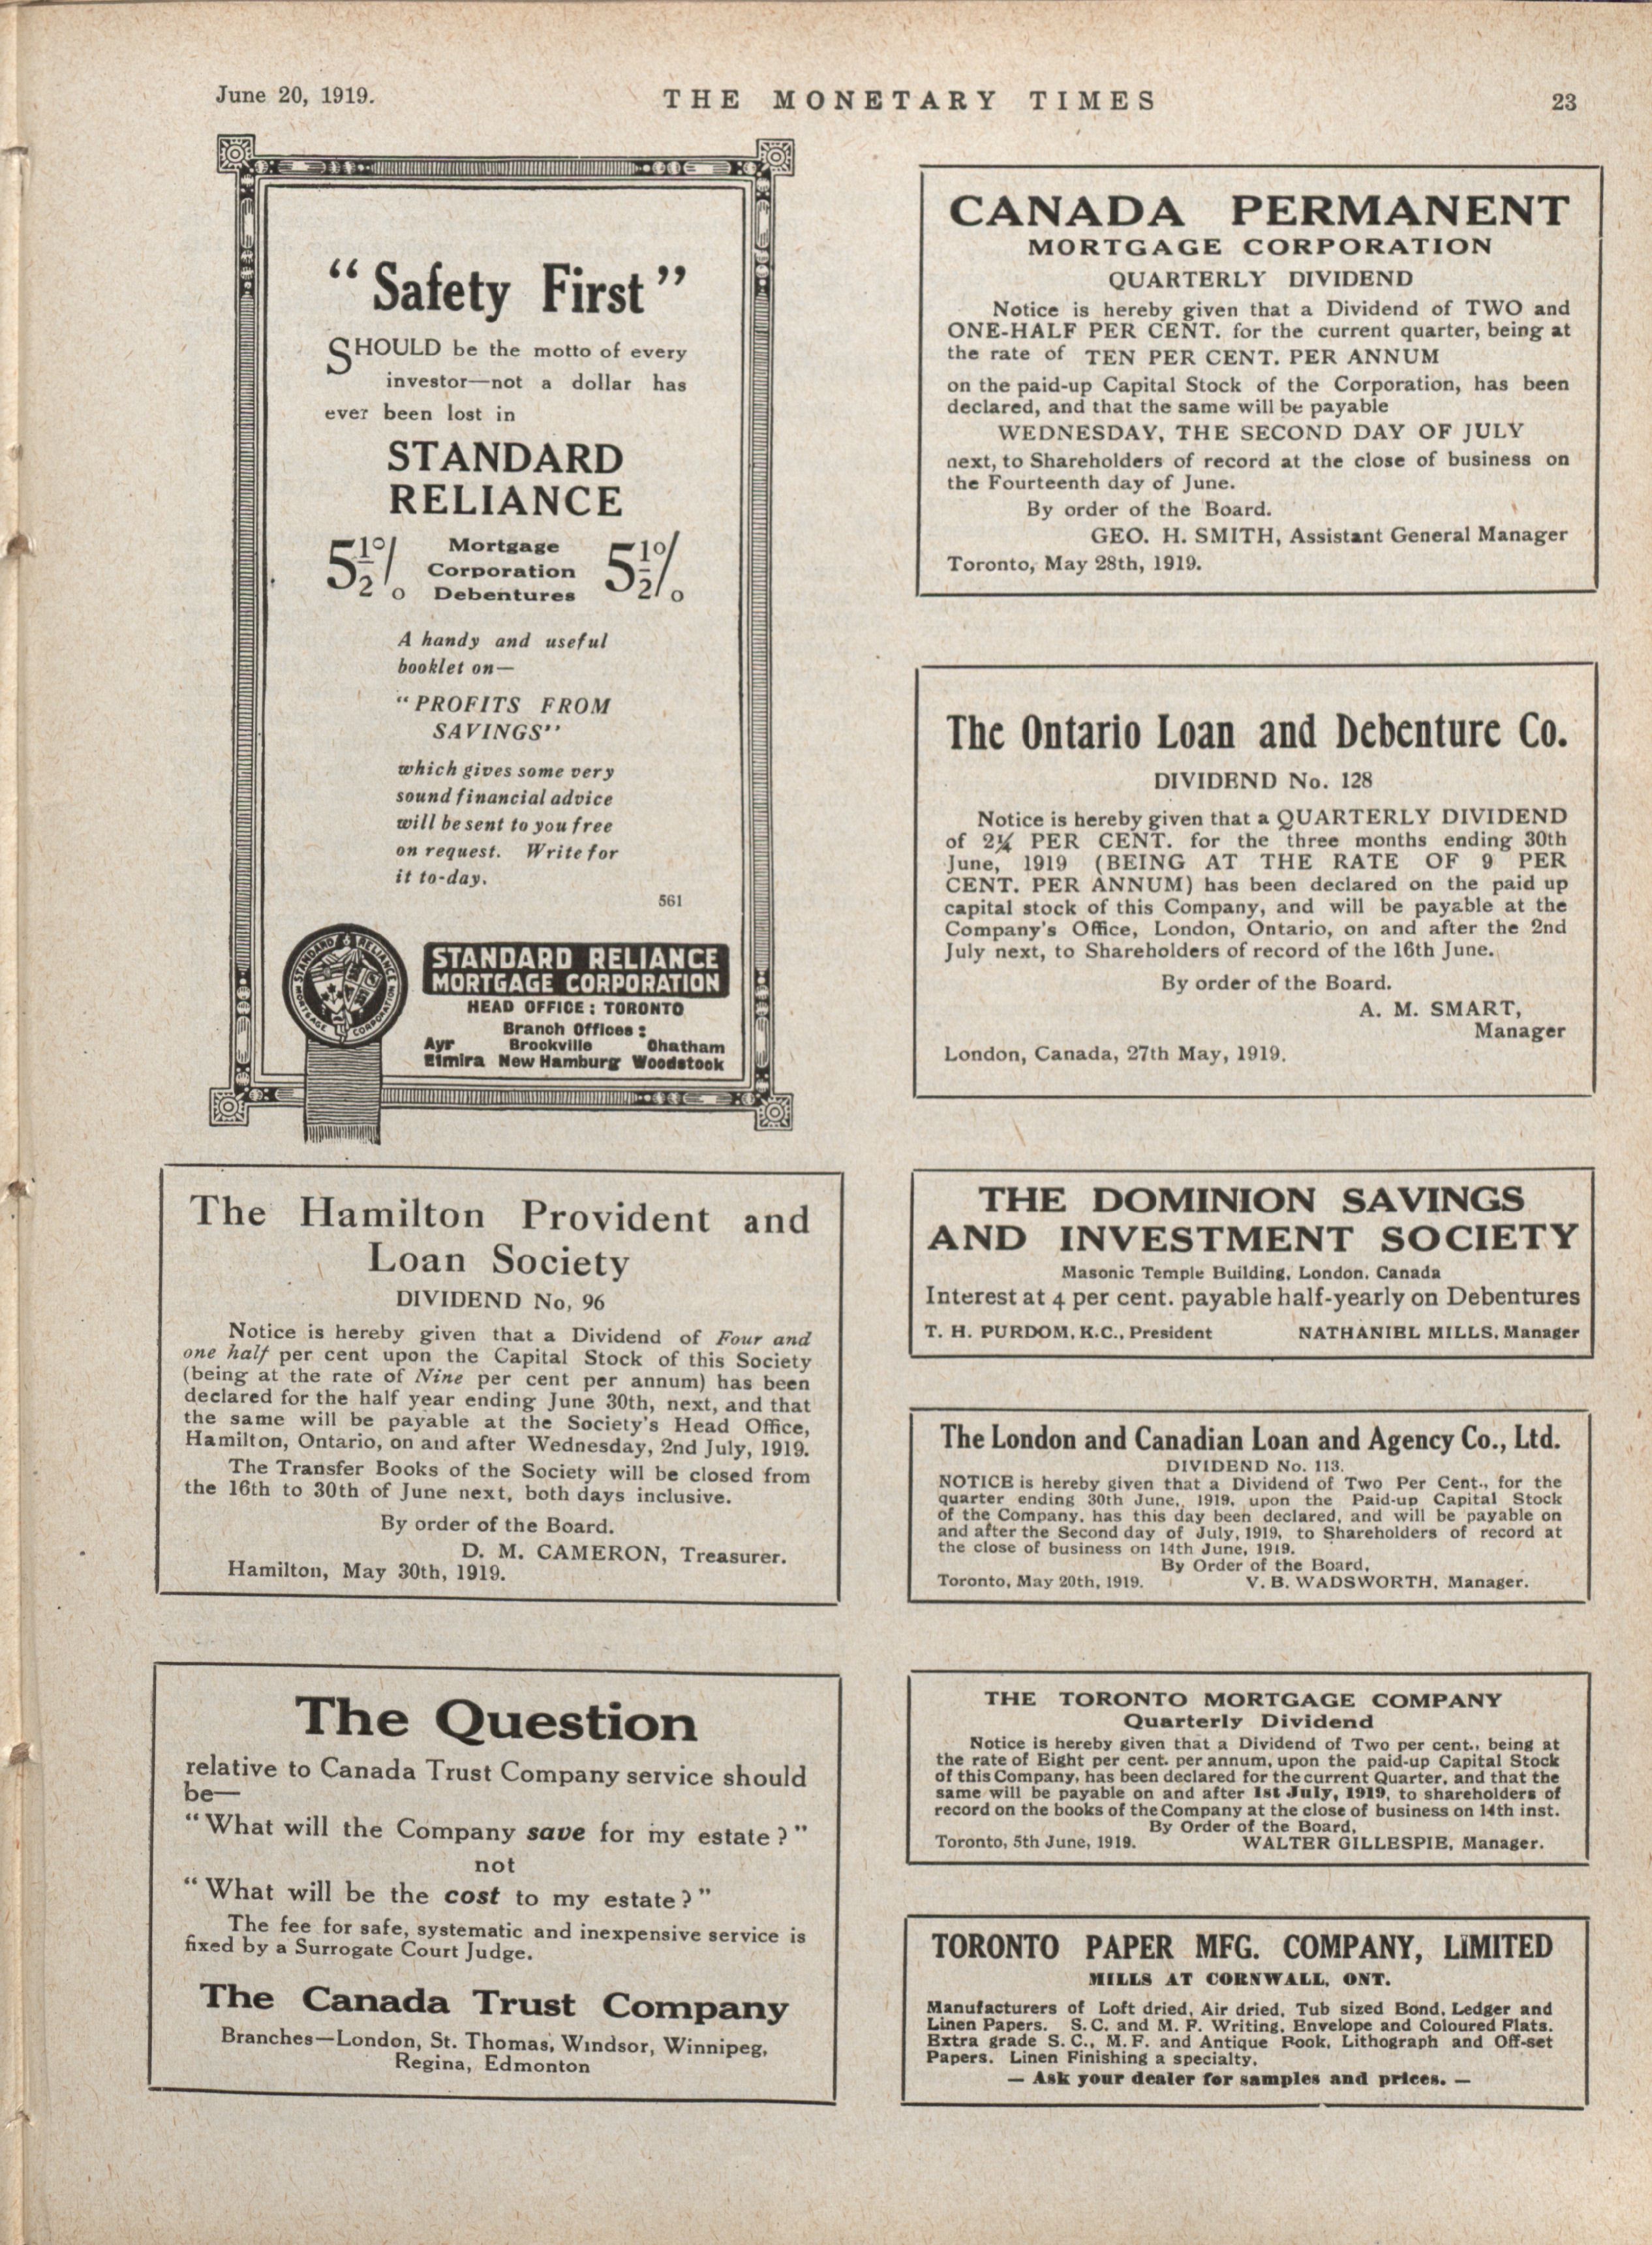 June 20, 1919.
THE MONETARY TIMES
23
“Safety First”
SHOULD be the motto of every
investor—not a dollar has
ever been lost in
STANDARD
RELIANCE
5½% Mortgage 5½%
Corporation
Debentures
A handy and useful
booklet on—
“PROFITS FROM
SAVINGS”
which gives some very
sound financial advice
will be sent to you free
on request. Write for
it to-day.
561
STANDARD & RELIANCE MORTGAGE CORPORATION
STANDARD RELIANCE
MORTGAGE CORPORATION
HEAD OFFICE: TORONTO
Branch Offices:
Ayr Brockville Chatham
Elmira New Hamburg Woodstock
The Hamilton Provident and
Loan Society
DIVIDEND No, 96
Notice is hereby given that a Dividend of Four and
one half per cent upon the Capital Stock of this Society
(being at the rate of Nine per cent per annum) has been
declared for the half year ending June 30th, next, and that
the same will be payable at the Society's Head Office,
Hamilton, Ontario, on and after Wednesday, 2nd July, 1919.
The Transfer Books of the Society will be closed from
the 16th to 30th of June next, both days inclusive.
By order of the Board.
D. M. CAMERON, Treasurer.
Hamilton, May 30th, 1919.
The Question
relative to Canada Trust Company service should
be—
“What will the Company save for my estate?”
not
“What will be the cost to my estate?”
The fee for safe, systematic and inexpensive service is
fixed by a Surrogate Court Judge.
The Canada Trust Company
Branches—London, St. Thomas, Windsor, Winnipeg,
Regina, Edmonton
CANADA PERMANENT
MORTGAGE CORPORATION
QUARTERLY DIVIDEND
Notice is hereby given that a Dividend of TWO and
ONE-HALF PER CENT. for the current quarter, being at
the rate of TEN PER CENT. PER ANNUM
on the paid-up Capital Stock of the Corporation, has been
declared, and that the same will be payable
WEDNESDAY, THE SECOND DAY OF JULY
next, to Shareholders of record at the close of business on
the Fourteenth day of June.
By order of the Board.
GEO. H. SMITH, Assistant General Manager
Toronto, May 28th, 1919.
The Ontario Loan and Debenture Co.
DIVIDEND No. 128
Notice is hereby given that a QUARTERLY DIVIDEND
of 2¼ PER CENT. for the three months ending 30th
June, 1919 (BEING AT THE RATE OF 9 PER
CENT. PER ANNUM) has been declared on the paid up
capital stock of this Company, and will be payable at the
Company's Office, London, Ontario, on and after the 2nd
July next, to Shareholders of record of the 16th June.
By order of the Board.
A. M. SMART,
Manager
London, Canada, 27th May, 1919.
THE DOMINION SAVINGS
AND INVESTMENT SOCIETY
Masonic Temple Building, London, Canada
Interest at 4 per cent. payable half-yearly on Debentures
T. H. PURDOM, K.C., President NATHANIEL MILLS, Manager
The London and Canadian Loan and Agency Co., Ltd.
DIVIDEND No. 113.
NOTICE is hereby given that a Dividend of Two Per Cent., for the
quarter ending 30th June, 1919, upon the Paid-up Capital Stock
of the Company, has this day been declared, and will be payable on
and after the Second day of July, 1919, to Shareholders of record at
the close of business on 14th June, 1919.
By Order of the Board,
Toronto, May 20th, 1919. V. B. WADSWORTH, Manager.
THE TORONTO MORTGAGE COMPANY
Quarterly Dividend
Notice is hereby given that a Dividend of Two per cent., being at
the rate of Eight per cent. per annum, upon the paid-up Capital Stock
of this Company, has been declared for the current Quarter, and that the
same will be payable on and after 1st July, 1919, to shareholders of
record on the books of the Company at the close of business on 14th inst.
By Order of the Board,
Toronto, 5th June, 1919. WALTER GILLESPIE, Manager.
TORONTO PAPER MFG. COMPANY, LIMITED
MILLS AT CORNWALL, ONT.
Manufacturers of Loft dried, Air dried, Tub sized Bond, Ledger and
Linen Papers. S. C. and M. F. Writing, Envelope and Coloured Flats.
Extra grade S. C., M. F. and Antique Book, Lithograph and Off-set
Papers. Linen Finishing a specialty.
— Ask your dealer for samples and prices. —